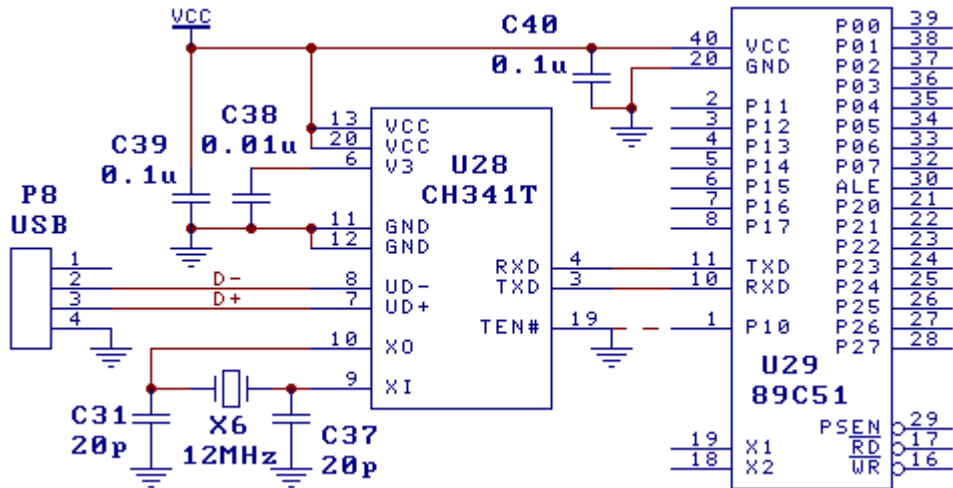 VCC
C40
0.1u
C38
0.01u
C39
0.1u
P8
USB
1
2
3
4
D-
D+
13 VCC
20 VCC
6 V3
11 GND
12 GND
8 UD-
7 UD+
10 XO
9 XI
U28
CH341T
RXD 4
TXD 3
TEN# 19
C31
20p
X6
12MHz
C37
20p
40 VCC
20 GND
2 P11
3 P12
4 P13
5 P14
6 P15
7 P16
8 P17
11 TXD
10 RXD
1 P10
U29
89C51
19 X1
18 X2
P00 39
P01 38
P02 37
P03 36
P04 35
P05 34
P06 33
P07 32
ALE 30
P20 21
P21 22
P22 23
P23 24
P24 25
P25 26
P26 27
P27 28
PSEN 29
RD 17
WR 16